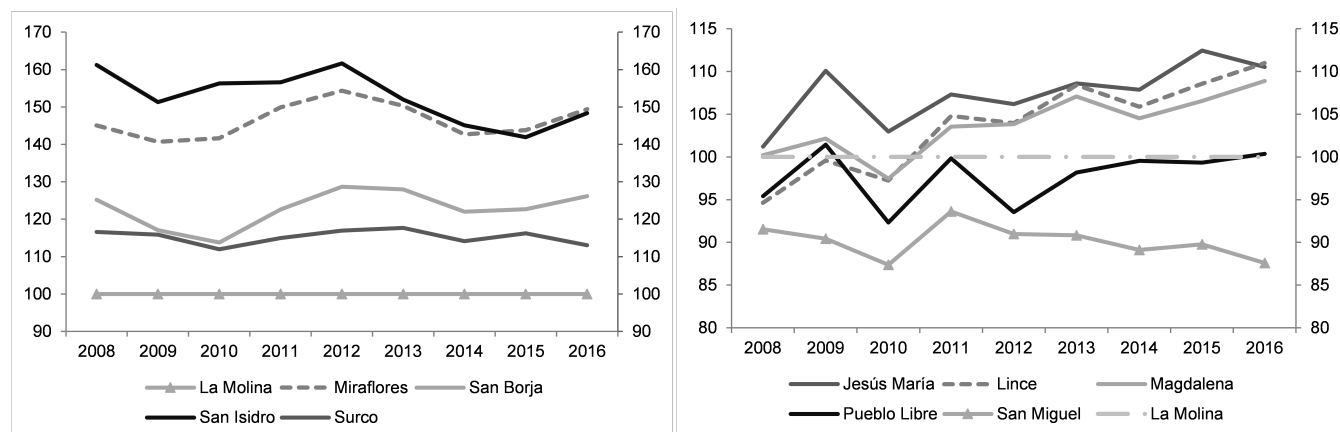 170 170
160 160
150 150
140 140
130 130
120 120
110 110
100 100
90 90
2008 2009 2010 2011 2012 2013 2014 2015 2016
La Molina Miraflores San Borja
San Isidro Surco
115 115
110 110
105 105
100 100
95 95
90 90
85 85
80 80
2008 2009 2010 2011 2012 2013 2014 2015 2016
Jesús María Lince Magdalena
Pueblo Libre San Miguel La Molina